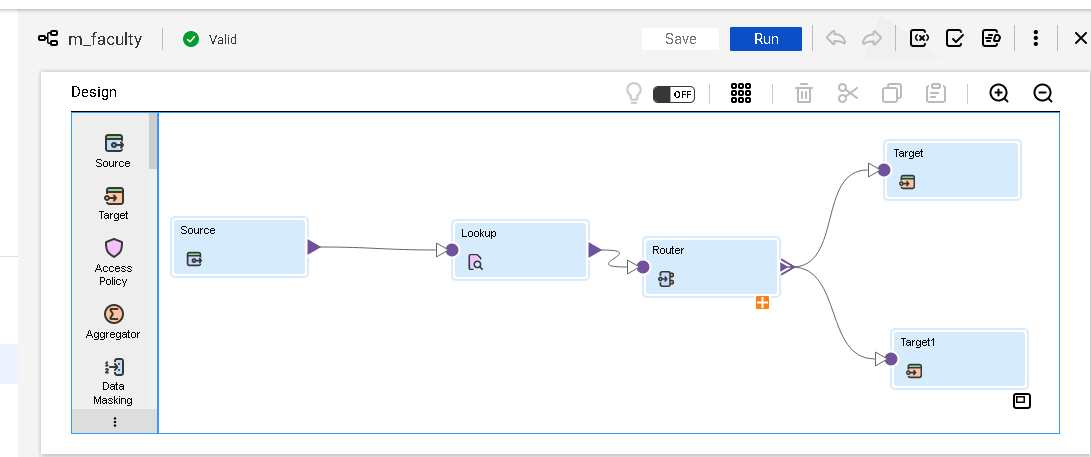 m_faculty
Valid
Save
Run
Design
OFF
Source
Target
Access
Policy
Aggregator
Data
Masking
Source
Lookup
Router
Target
Target1